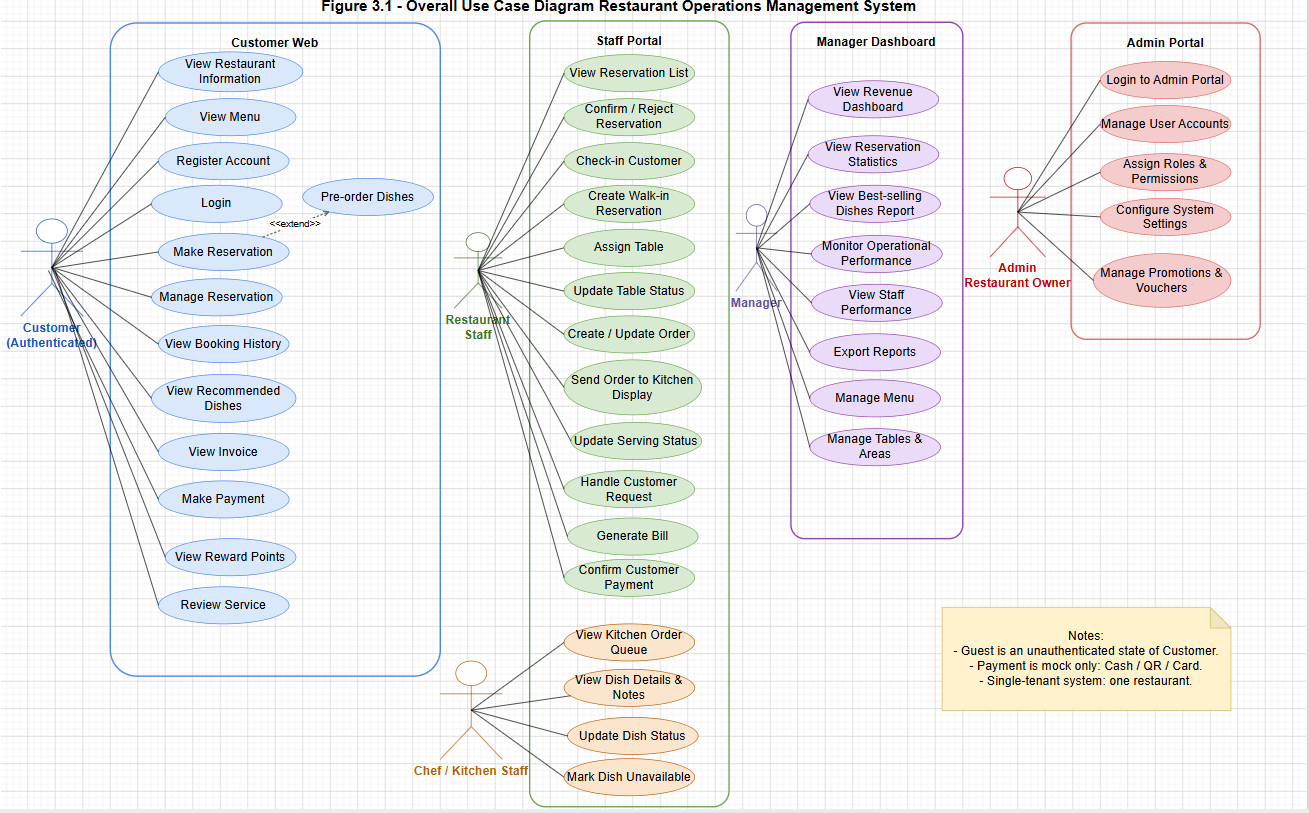 Figure 3.1 - Overall Use Case Diagram Restaurant Operations Management System
Customer Web
View Restaurant
Information
View Menu
Register Account
Login
Pre-order Dishes
<<extend>>
Make Reservation
Manage Reservation
View Booking History
View Recommended
Dishes
View Invoice
Make Payment
View Reward Points
Review Service
Customer
(Authenticated)
Staff Portal
View Reservation List
Confirm / Reject
Reservation
Check-in Customer
Create Walk-in
Reservation
Assign Table
Update Table Status
Create / Update Order
Send Order to Kitchen
Display
Update Serving Status
Handle Customer
Request
Generate Bill
Confirm Customer
Payment
Restaurant
Staff
View Kitchen Order
Queue
View Dish Details &
Notes
Update Dish Status
Mark Dish Unavailable
Chef / Kitchen Staff
Manager Dashboard
View Revenue
Dashboard
View Reservation
Statistics
View Best-selling
Dishes Report
Monitor Operational
Performance
View Staff
Performance
Export Reports
Manage Menu
Manage Tables &
Areas
Manager
Admin Portal
Login to Admin Portal
Manage User Accounts
Assign Roles &
Permissions
Configure System
Settings
Manage Promotions &
Vouchers
Admin
Restaurant Owner
Notes:
- Guest is an unauthenticated state of Customer.
- Payment is mock only: Cash / QR / Card.
- Single-tenant system: one restaurant.